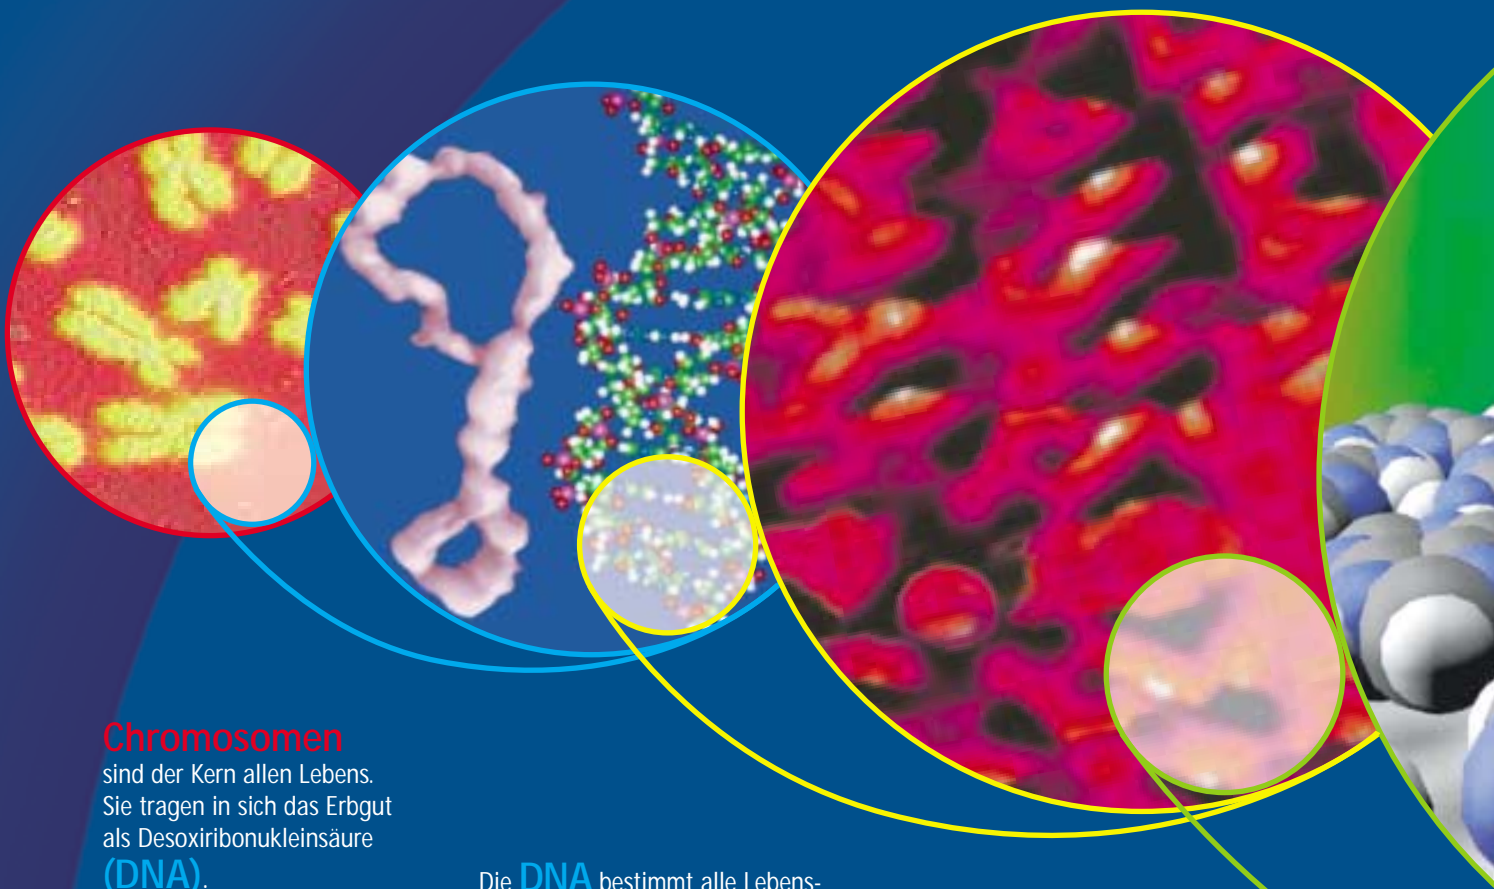 Chromosomen
sind der Kern allen Lebens.
Sie tragen in sich das Erbgut
als Desoxiribonukleinsäure
(DNA).
Die DNA bestimmt alle Lebens-